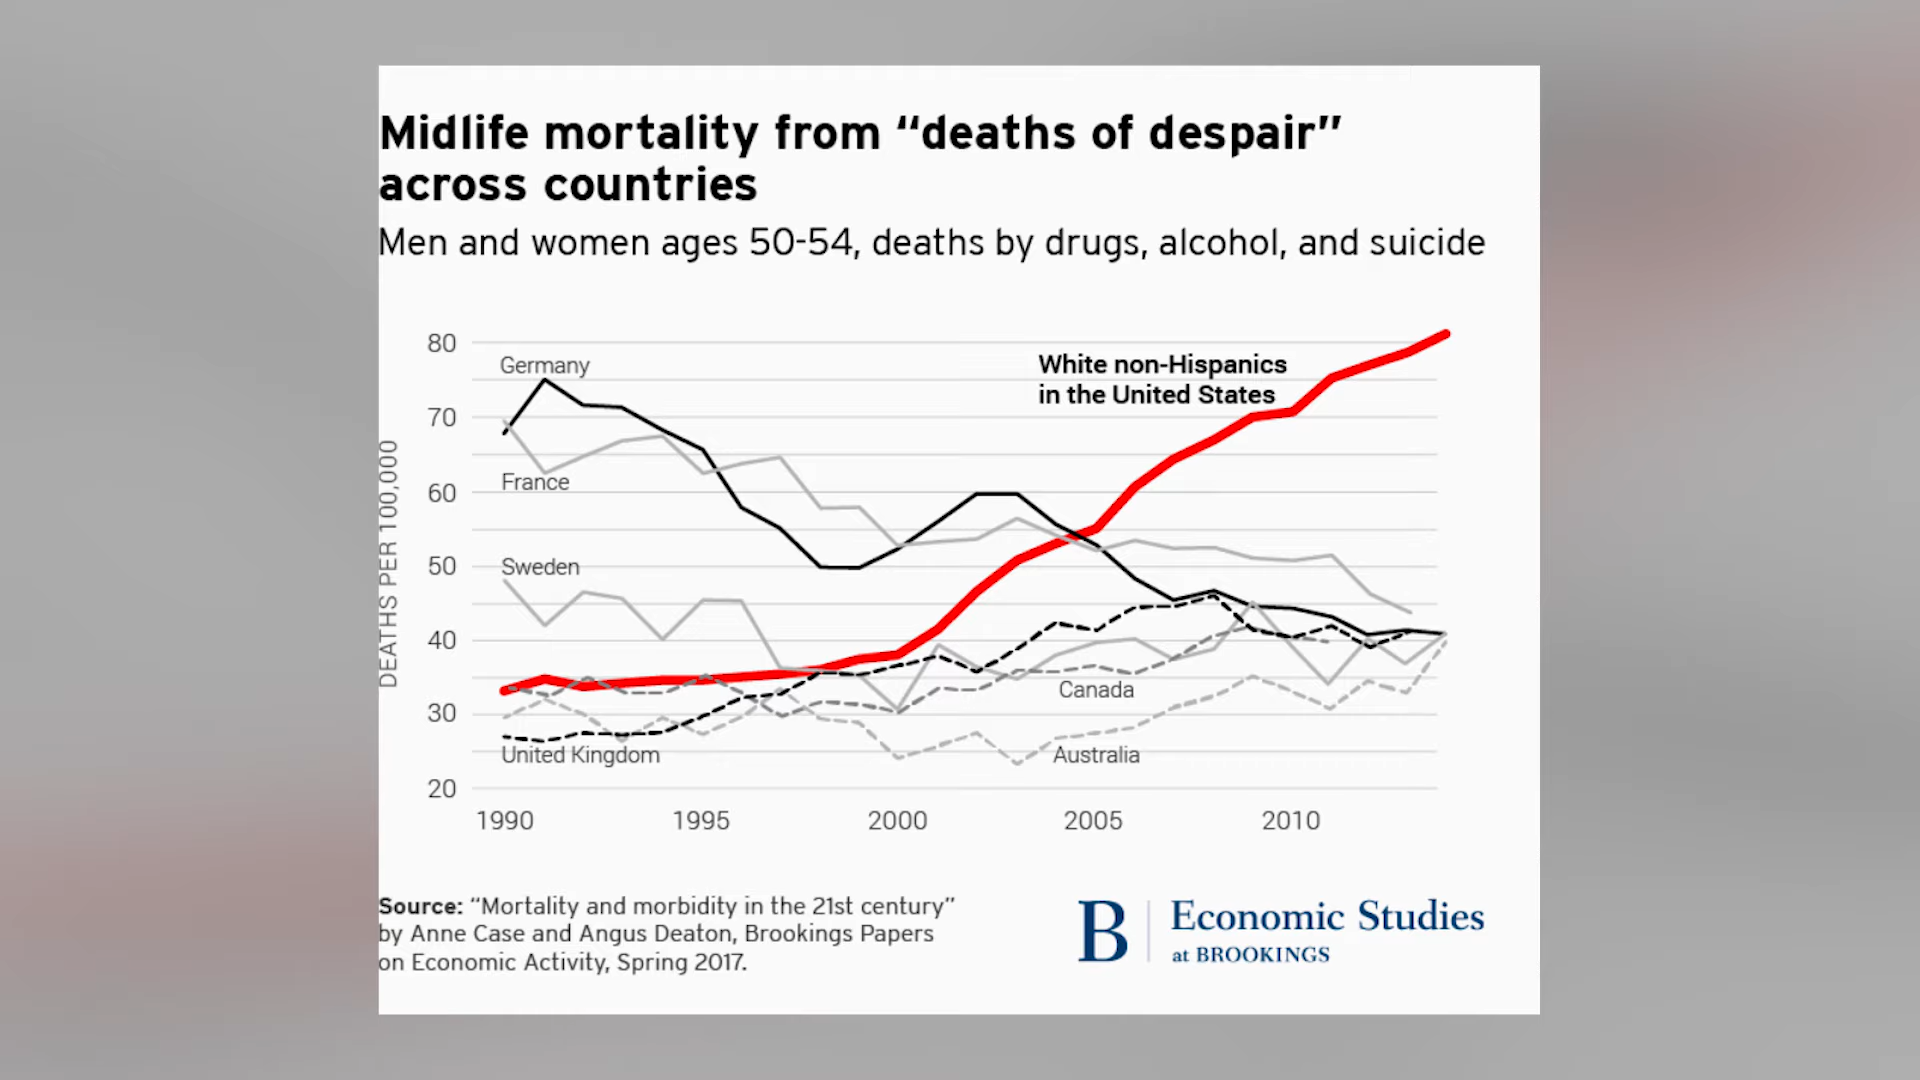 Midlife mortality from “deaths of despair”
across countries
Men and women ages 50-54, deaths by drugs, alcohol, and suicide
DEATHS PER 100,000
80
70
60
50
40
30
20
Germany
France
Sweden
United Kingdom
White non-Hispanics
in the United States
Canada
Australia
1990 1995 2000 2005 2010
Source: “Mortality and morbidity in the 21st century”
by Anne Case and Angus Deaton, Brookings Papers
on Economic Activity, Spring 2017.
B
Economic Studies
at BROOKINGS